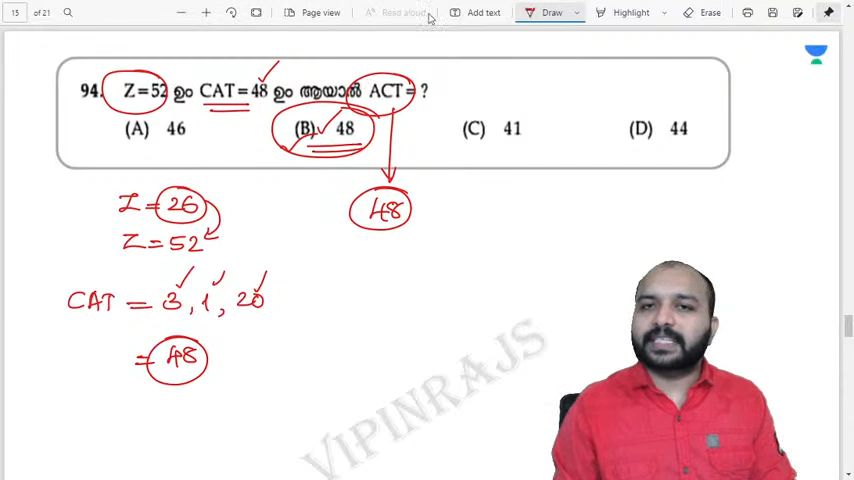 15 of 21 Page view Read aloud Add text Draw Highlight Erase
94. Z=52 ഉം CAT=48 ഉം ആയാൽ ACT= ?
(A) 46 (B) 48 (C) 41 (D) 44
Z = 26 48
Z = 52
CAT = 3, 1, 20
= 48
VIPINRAJS